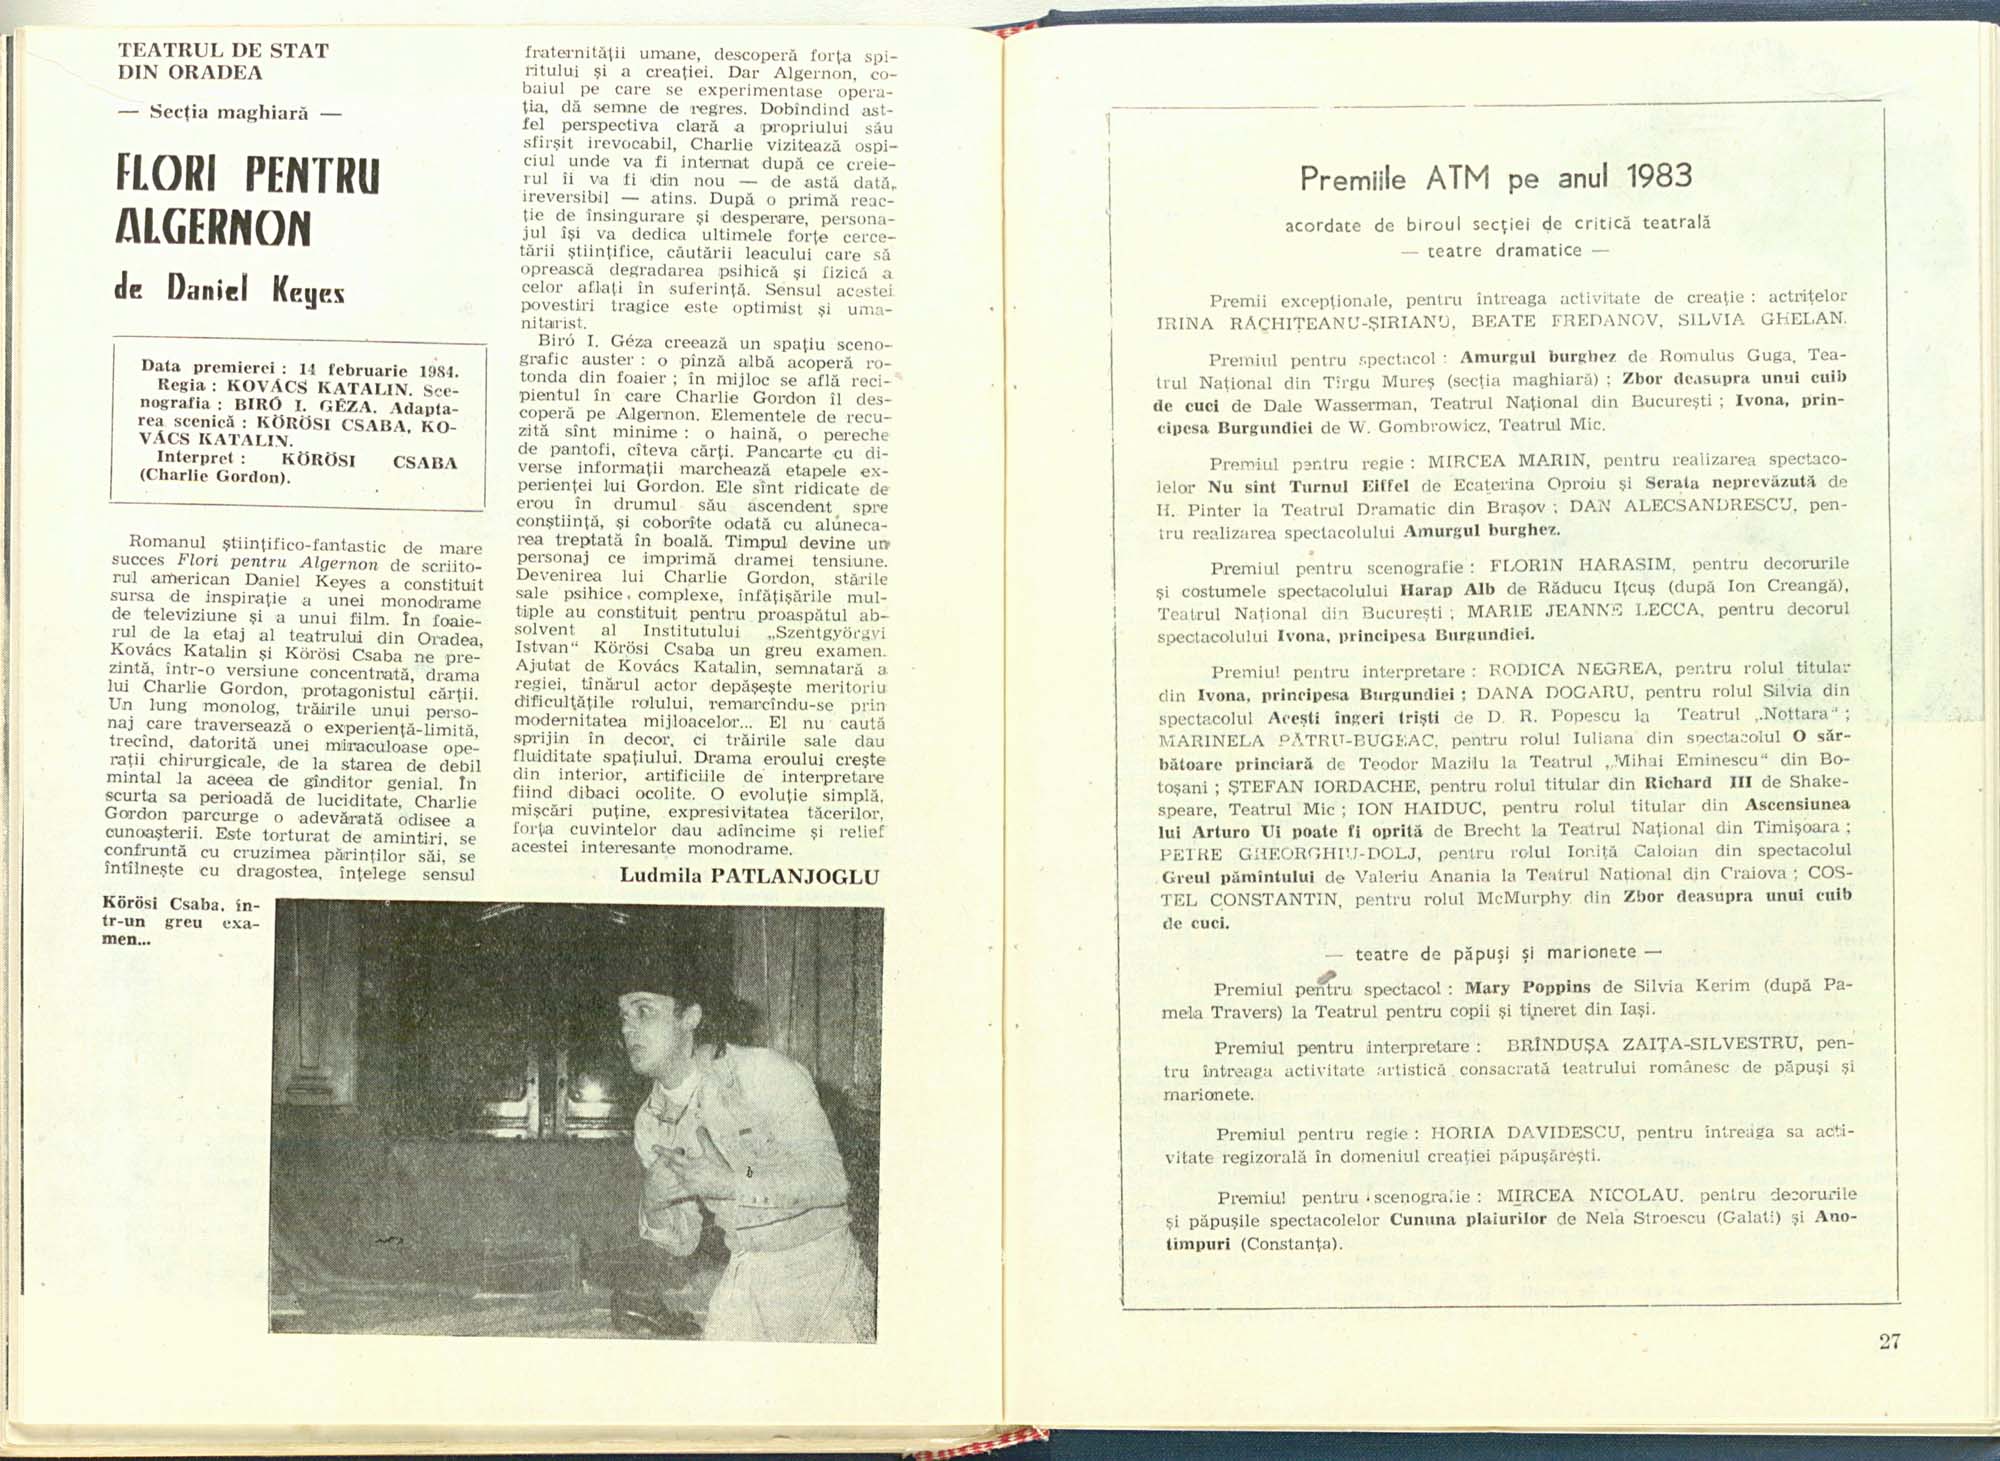 TEATRUL DE STAT
DIN ORADEA
— Secția maghiară —
FLORI PENTRU
ALGERNON
de Daniel Keyes
Data premierei : 14 februarie 1984.
Regia : KOVÁCS KATALIN. Sce-
nografia : BIRÓ I. GÉZA. Adapta-
rea scenică : KÖRÖSI CSABA, KO-
VÁCS KATALIN.
Interpret : KÖRÖSI CSABA
(Charlie Gordon).
Romanul științifico-fantastic de mare
succes Flori pentru Algernon de scriito-
rul american Daniel Keyes a constituit
sursa de inspirație a unei monodrame
de televiziune și a unui film. În foaie-
rul de la etaj al teatrului din Oradea,
Kovács Katalin și Körösi Csaba ne pre-
zintă, într-o versiune concentrată, drama
lui Charlie Gordon, protagonistul cărții.
Un lung monolog, trăirile unui perso-
naj care traversează o experiență-limită,
trecînd, datorită unei miraculoase ope-
rații chirurgicale, de la starea de debil
mintal la aceea de gînditor genial. În
scurta sa perioadă de luciditate, Charlie
Gordon parcurge o adevărată odisee a
cunoașterii. Este torturat de amintiri, se
confruntă cu cruzimea părinților săi, se
întîlnește cu dragostea, înțelege sensul
fraternității umane, descoperă forța spi-
ritului și a creației. Dar Algernon, co-
baiul pe care se experimentase opera-
ția, dă semne de regres. Dobîndind ast-
fel perspectiva clară a propriului său
sfîrșit irevocabil, Charlie vizitează ospi-
ciul unde va fi internat după ce creie-
rul îi va fi din nou — de astă dată,
ireversibil — atins. După o primă reac-
ție de însingurare și desperare, persona-
jul își va dedica ultimele forțe cerce-
tării științifice, căutării leacului care să
oprească degradarea psihică și fizică a
celor aflați în suferință. Sensul acestei
povestiri tragice este optimist și uma-
nitarist.
Biró I. Géza creează un spațiu sceno-
grafic auster : o pînză albă acoperă ro-
tonda din foaier ; în mijloc se află reci-
pientul în care Charlie Gordon îl des-
coperă pe Algernon. Elementele de recu-
zită sînt minime : o haină, o pereche
de pantofi, cîteva cărți. Pancarte cu di-
verse informații marchează etapele ex-
perienței lui Gordon. Ele sînt ridicate de
erou în drumul său ascendent spre
conștiință, și coborîte odată cu aluneca-
rea treptată în boală. Timpul devine un
personaj ce imprimă dramei tensiune.
Devenirea lui Charlie Gordon, stările
sale psihice complexe, înfățișările mul-
tiple au constituit pentru proaspătul ab-
solvent al Institutului „Szentgyörgyi
Istvan“ Körösi Csaba un greu examen.
Ajutat de Kovács Katalin, semnatară a
regiei, tînărul actor depășește meritoriu
dificultățile rolului, remarcîndu-se prin
modernitatea mijloacelor... El nu caută
sprijin în decor, ci trăirile sale dau
fluiditate spațiului. Drama eroului crește
din interior, artificiile de interpretare
fiind dibaci ocolite. O evoluție simplă,
mișcări puține, expresivitatea tăcerilor,
forța cuvintelor dau adîncime și relief
acestei interesante monodrame.
Ludmila PATLANJOGLU
Körösi Csaba, în-
tr-un greu exa-
men...
Premiile ATM pe anul 1983
acordate de biroul secției de critică teatrală
— teatre dramatice —
Premii excepționale, pentru întreaga activitate de creație : actrițelor
IRINA RĂCHIȚEANU-ȘIRIANU, BEATE FREDANOV, SILVIA GHELAN.
Premiul pentru spectacol : Amurgul burghez de Romulus Guga, Tea-
trul Național din Tîrgu Mureș (secția maghiară) ; Zbor deasupra unui cuib
de cuci de Dale Wasserman, Teatrul Național din București ; Ivona, prin-
cipesa Burgundiei de W. Gombrowicz, Teatrul Mic.
Premiul pentru regie : MIRCEA MARIN, pentru realizarea spectaco-
lelor Nu sînt Turnul Eiffel de Ecaterina Oproiu și Serata neprevăzută de
H. Pinter la Teatrul Dramatic din Brașov ; DAN ALECSANDRESCU, pen-
tru realizarea spectacolului Amurgul burghez.
Premiul pentru scenografie : FLORIN HARASIM, pentru decorurile
și costumele spectacolului Harap Alb de Răducu Ițcuș (după Ion Creangă),
Teatrul Național din București ; MARIE JEANNE LECCA, pentru decorul
spectacolului Ivona, principesa Burgundiei.
Premiul pentru interpretare : RODICA NEGREA, pentru rolul titular
din Ivona, principesa Burgundiei ; DANA DOGARU, pentru rolul Silvia din
spectacolul Acești îngeri triști de D. R. Popescu la Teatrul „Nottara“ ;
MARINELA PĂTRU-BUGEAC, pentru rolul Iuliana din spectacolul O săr-
bătoare princiară de Teodor Mazilu la Teatrul „Mihai Eminescu“ din Bo-
toșani ; ȘTEFAN IORDACHE, pentru rolul titular din Richard III de Shake-
speare, Teatrul Mic ; ION HAIDUC, pentru rolul titular din Ascensiunea
lui Arturo Ui poate fi oprită de Brecht la Teatrul Național din Timișoara ;
PETRE GHEORGHIU-DOLJ, pentru rolul Ioniță Caloian din spectacolul
Greul pămîntului de Valeriu Anania la Teatrul Național din Craiova ; COS-
TEL CONSTANTIN, pentru rolul McMurphy din Zbor deasupra unui cuib
de cuci.
— teatre de păpuși și marionete —
Premiul pentru spectacol : Mary Poppins de Silvia Kerim (după Pa-
mela Travers) la Teatrul pentru copii și tineret din Iași.
Premiul pentru interpretare : BRÎNDUȘA ZAIȚA-SILVESTRU, pen-
tru întreaga activitate artistică consacrată teatrului românesc de păpuși și
marionete.
Premiul pentru regie : HORIA DAVIDESCU, pentru întreaga sa acti-
vitate regizorală în domeniul creației păpușărești.
Premiul pentru scenografie : MIRCEA NICOLAU, pentru decorurile
și păpușile spectacolelor Cununa plaiurilor de Nela Stroescu (Galați) și Ano-
timpuri (Constanța).
27